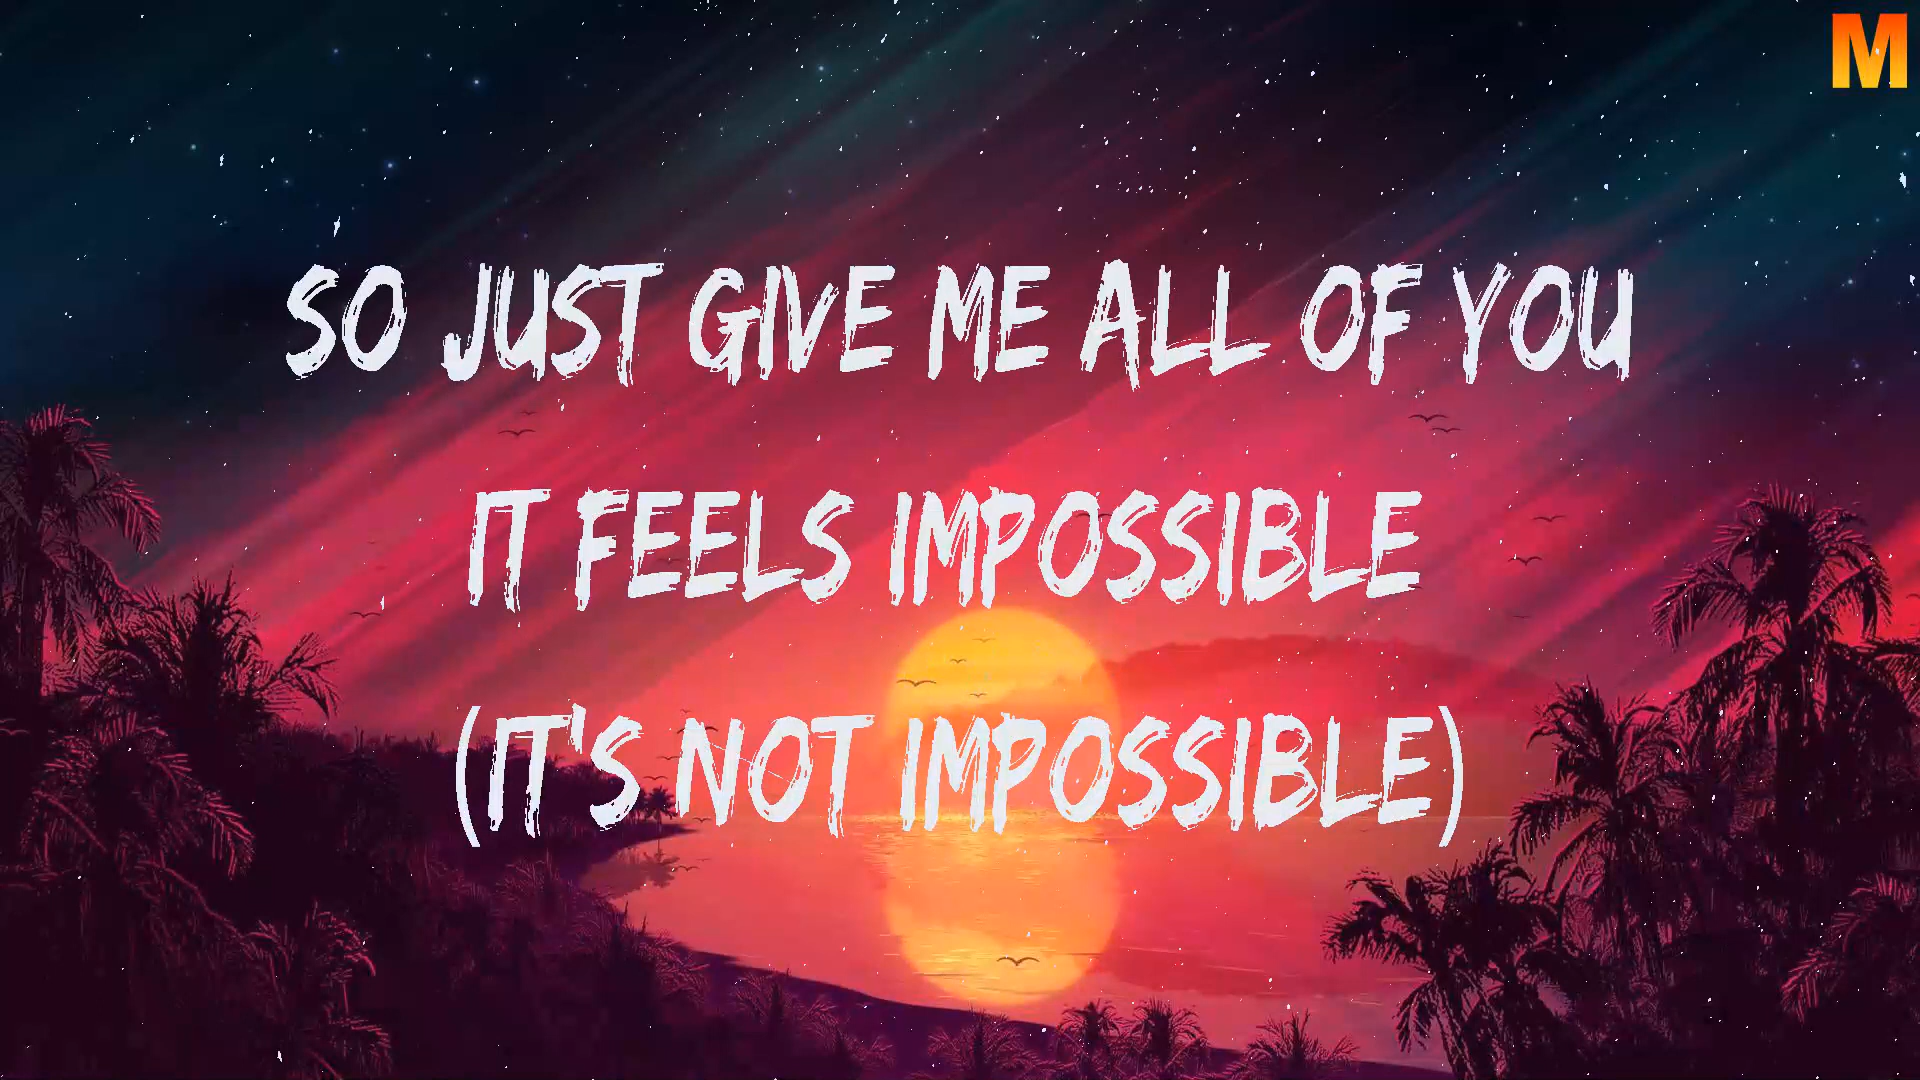 M
SO JUST GIVE ME ALL OF YOU
IT FEELS IMPOSSIBLE
(IT'S NOT IMPOSSIBLE)